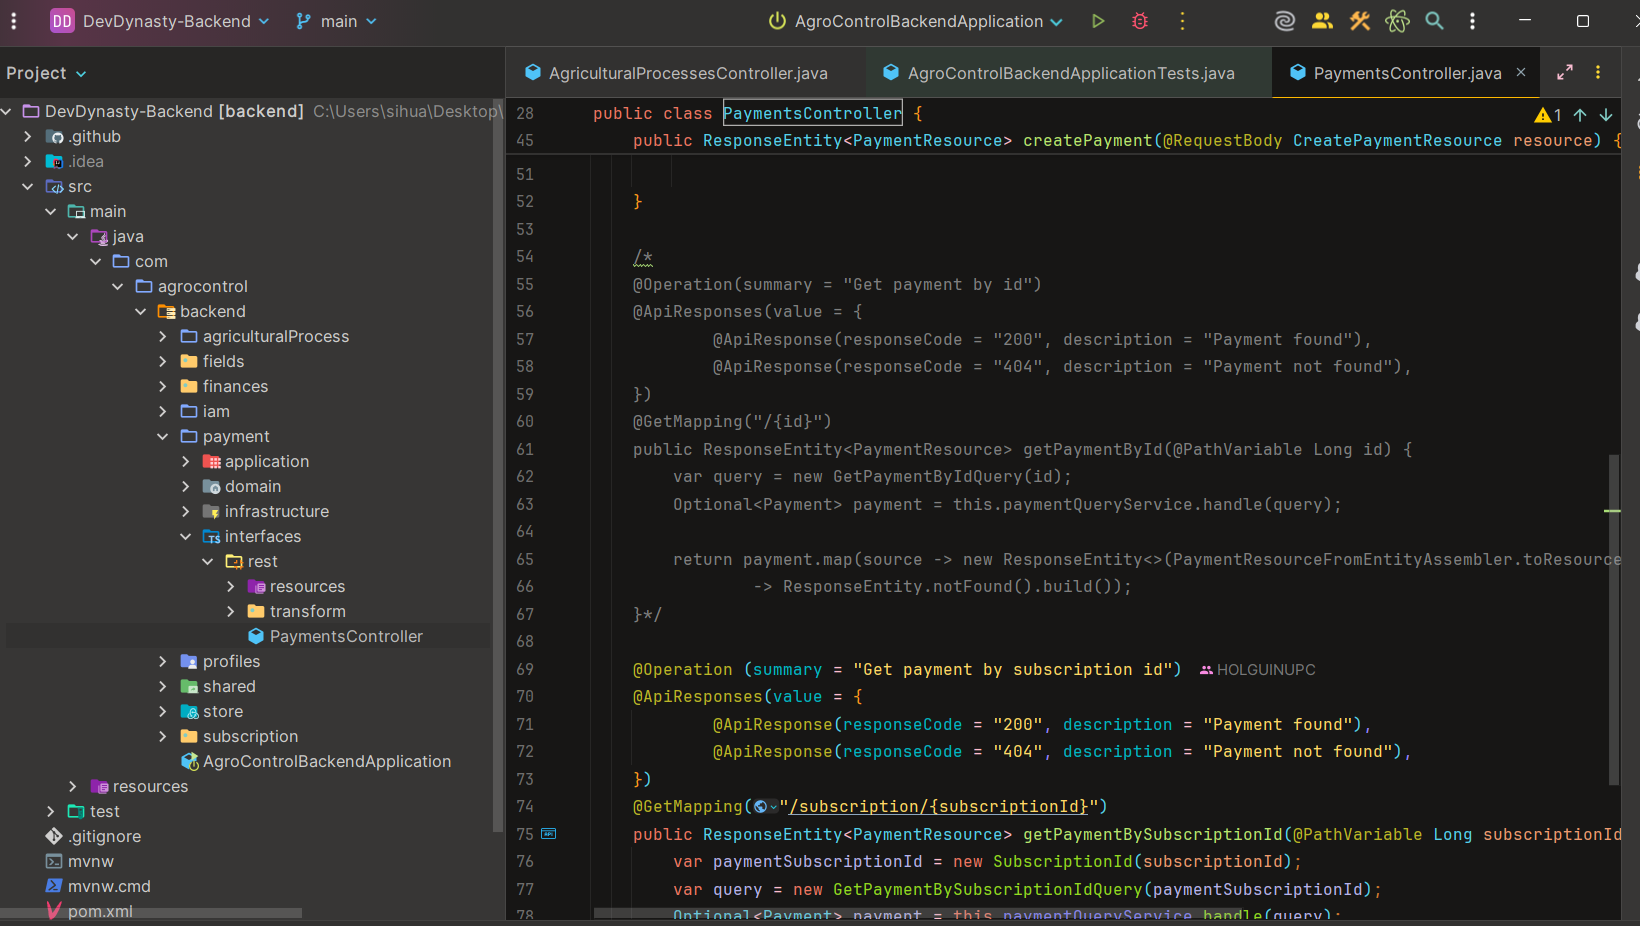 DD DevDynasty-Backend main AgroControlBackendApplication
Project
AgriculturalProcessesController.java AgroControlBackendApplicationTests.java PaymentsController.java
DevDynasty-Backend [backend] C:\Users\sihua\Desktop\
.github
.idea
src
main
java
com
agrocontrol
backend
agriculturalProcess
fields
finances
iam
payment
application
domain
infrastructure
interfaces
rest
resources
transform
PaymentsController
profiles
shared
store
subscription
AgroControlBackendApplication
resources
test
.gitignore
mvnw
mvnw.cmd
pom.xml
28 public class PaymentsController { 1
45 public ResponseEntity<PaymentResource> createPayment(@RequestBody CreatePaymentResource resource) {
51
52 }
53
54 /*
55 @Operation(summary = "Get payment by id")
56 @ApiResponses(value = {
57 @ApiResponse(responseCode = "200", description = "Payment found"),
58 @ApiResponse(responseCode = "404", description = "Payment not found"),
59 })
60 @GetMapping("/{id}")
61 public ResponseEntity<PaymentResource> getPaymentById(@PathVariable Long id) {
62 var query = new GetPaymentByIdQuery(id);
63 Optional<Payment> payment = this.paymentQueryService.handle(query);
64
65 return payment.map(source -> new ResponseEntity<>(PaymentResourceFromEntityAssembler.toResource
66 -> ResponseEntity.notFound().build());
67 }*/
68
69 @Operation (summary = "Get payment by subscription id") HOLGUINUPC
70 @ApiResponses(value = {
71 @ApiResponse(responseCode = "200", description = "Payment found"),
72 @ApiResponse(responseCode = "404", description = "Payment not found"),
73 })
74 @GetMapping("/subscription/{subscriptionId}")
75 public ResponseEntity<PaymentResource> getPaymentBySubscriptionId(@PathVariable Long subscriptionId
76 var paymentSubscriptionId = new SubscriptionId(subscriptionId);
77 var query = new GetPaymentBySubscriptionIdQuery(paymentSubscriptionId);
78 Optional<Payment> payment = this.paymentQueryService.handle(query);